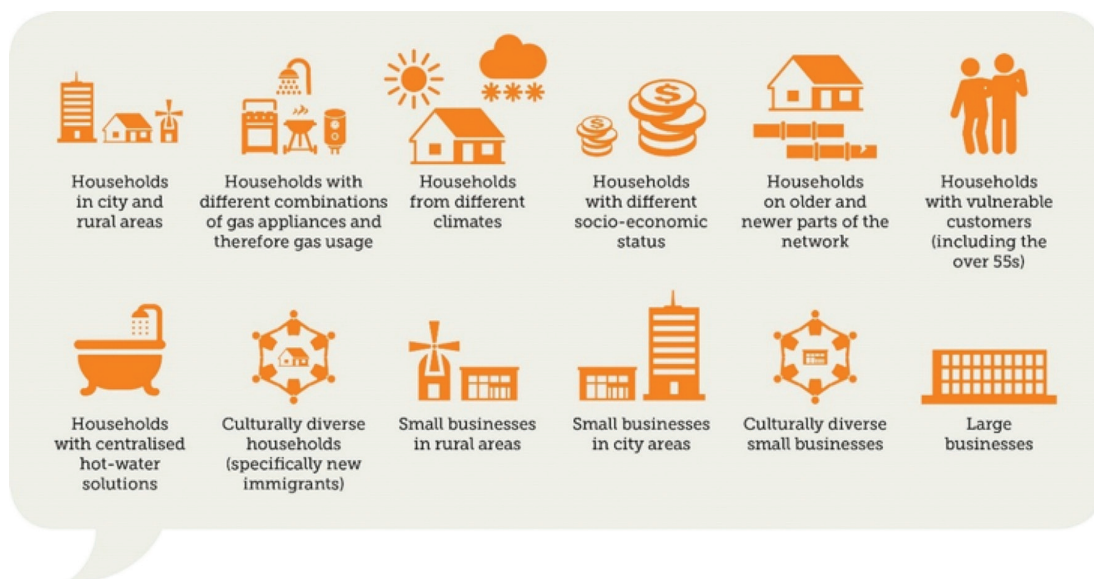 Households
in city and
rural areas
Households with
different combinations
of gas appliances and
therefore gas usage
Households
from different
climates
Households
with different
socio-economic
status
Households
on older and
newer parts of the
network
Households
with vulnerable
customers
(including the
over 55s)
Households
with centralised
hot-water
solutions
Culturally diverse
households
(specifically new
immigrants)
Small businesses
in rural areas
Small businesses
in city areas
Culturally diverse
small businesses
Large
businesses